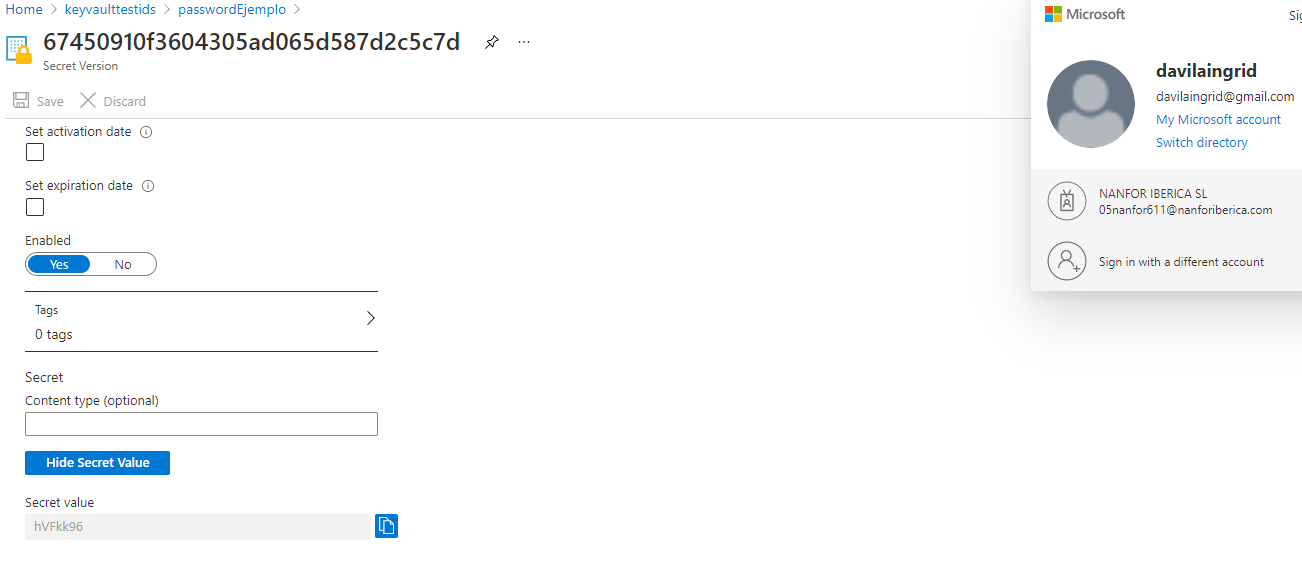 Home > keyvaulttestids > passwordEjemplo >
67450910f3604305ad065d587d2c5c7d ...
Secret Version
Save Discard
Set activation date
Set expiration date
Enabled
Yes No
Tags
0 tags
Secret
Content type (optional)
Hide Secret Value
Secret value
hVFkk96
Microsoft
davilaingrid
davilaingrid@gmail.com
My Microsoft account
Switch directory
NANFOR IBERICA SL
05nanfor611@nanforiberica.com
Sign in with a different account